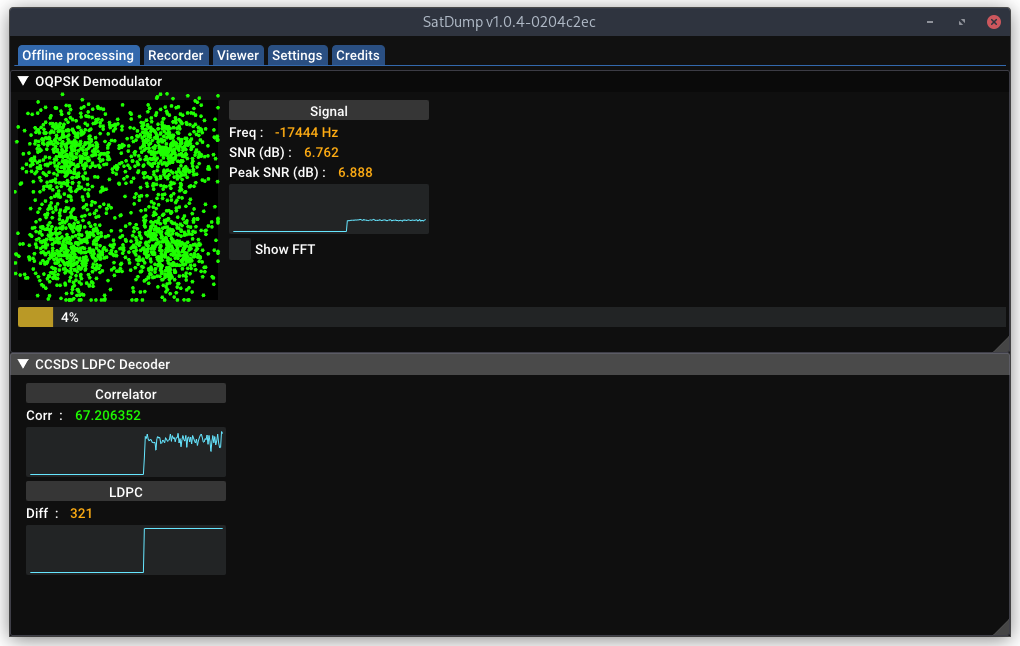 SatDump v1.0.4-0204c2ec
Offline processing Recorder Viewer Settings Credits
OQPSK Demodulator
Signal
Freq : -17444 Hz
SNR (dB) : 6.762
Peak SNR (dB) : 6.888
Show FFT
4%
CCSDS LDPC Decoder
Correlator
Corr : 67.206352
LDPC
Diff : 321